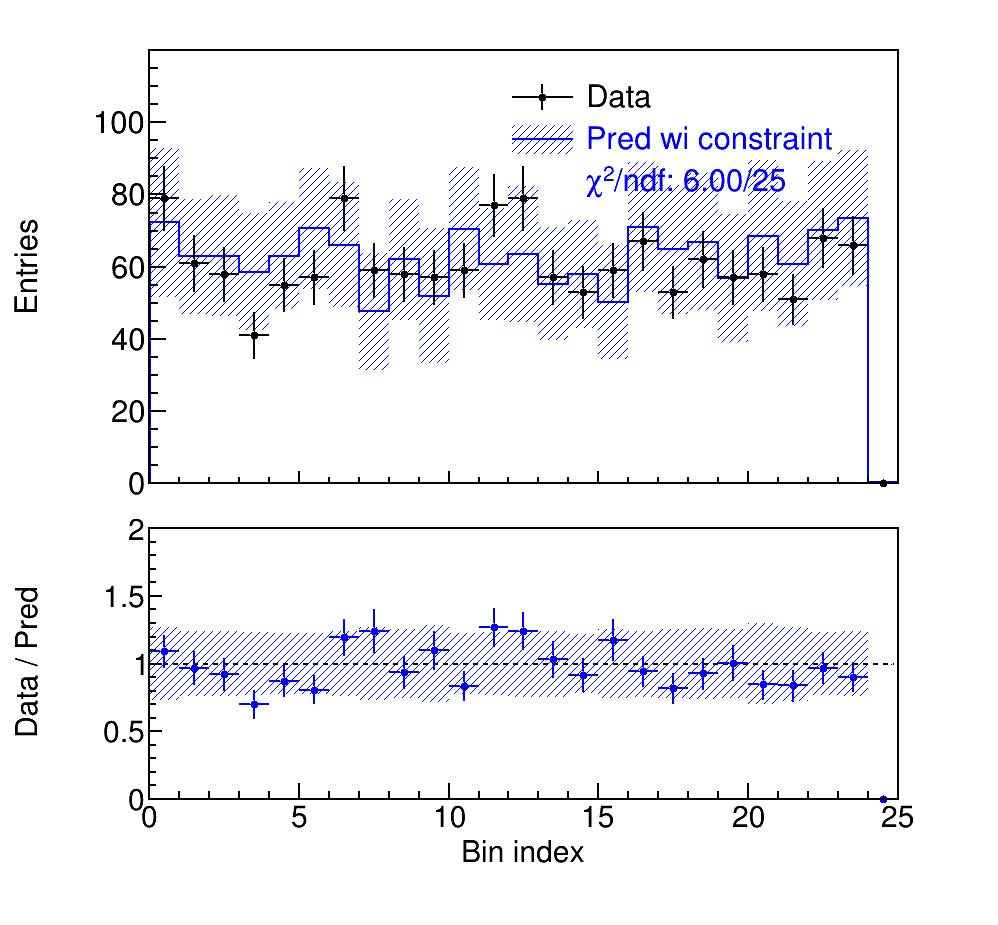 Data
Pred wi constraint
χ²/ndf: 6.00/25
Entries
100
80
60
40
20
0
Data / Pred
2
1.5
1
0.5
0
0 5 10 15 20 25
Bin index